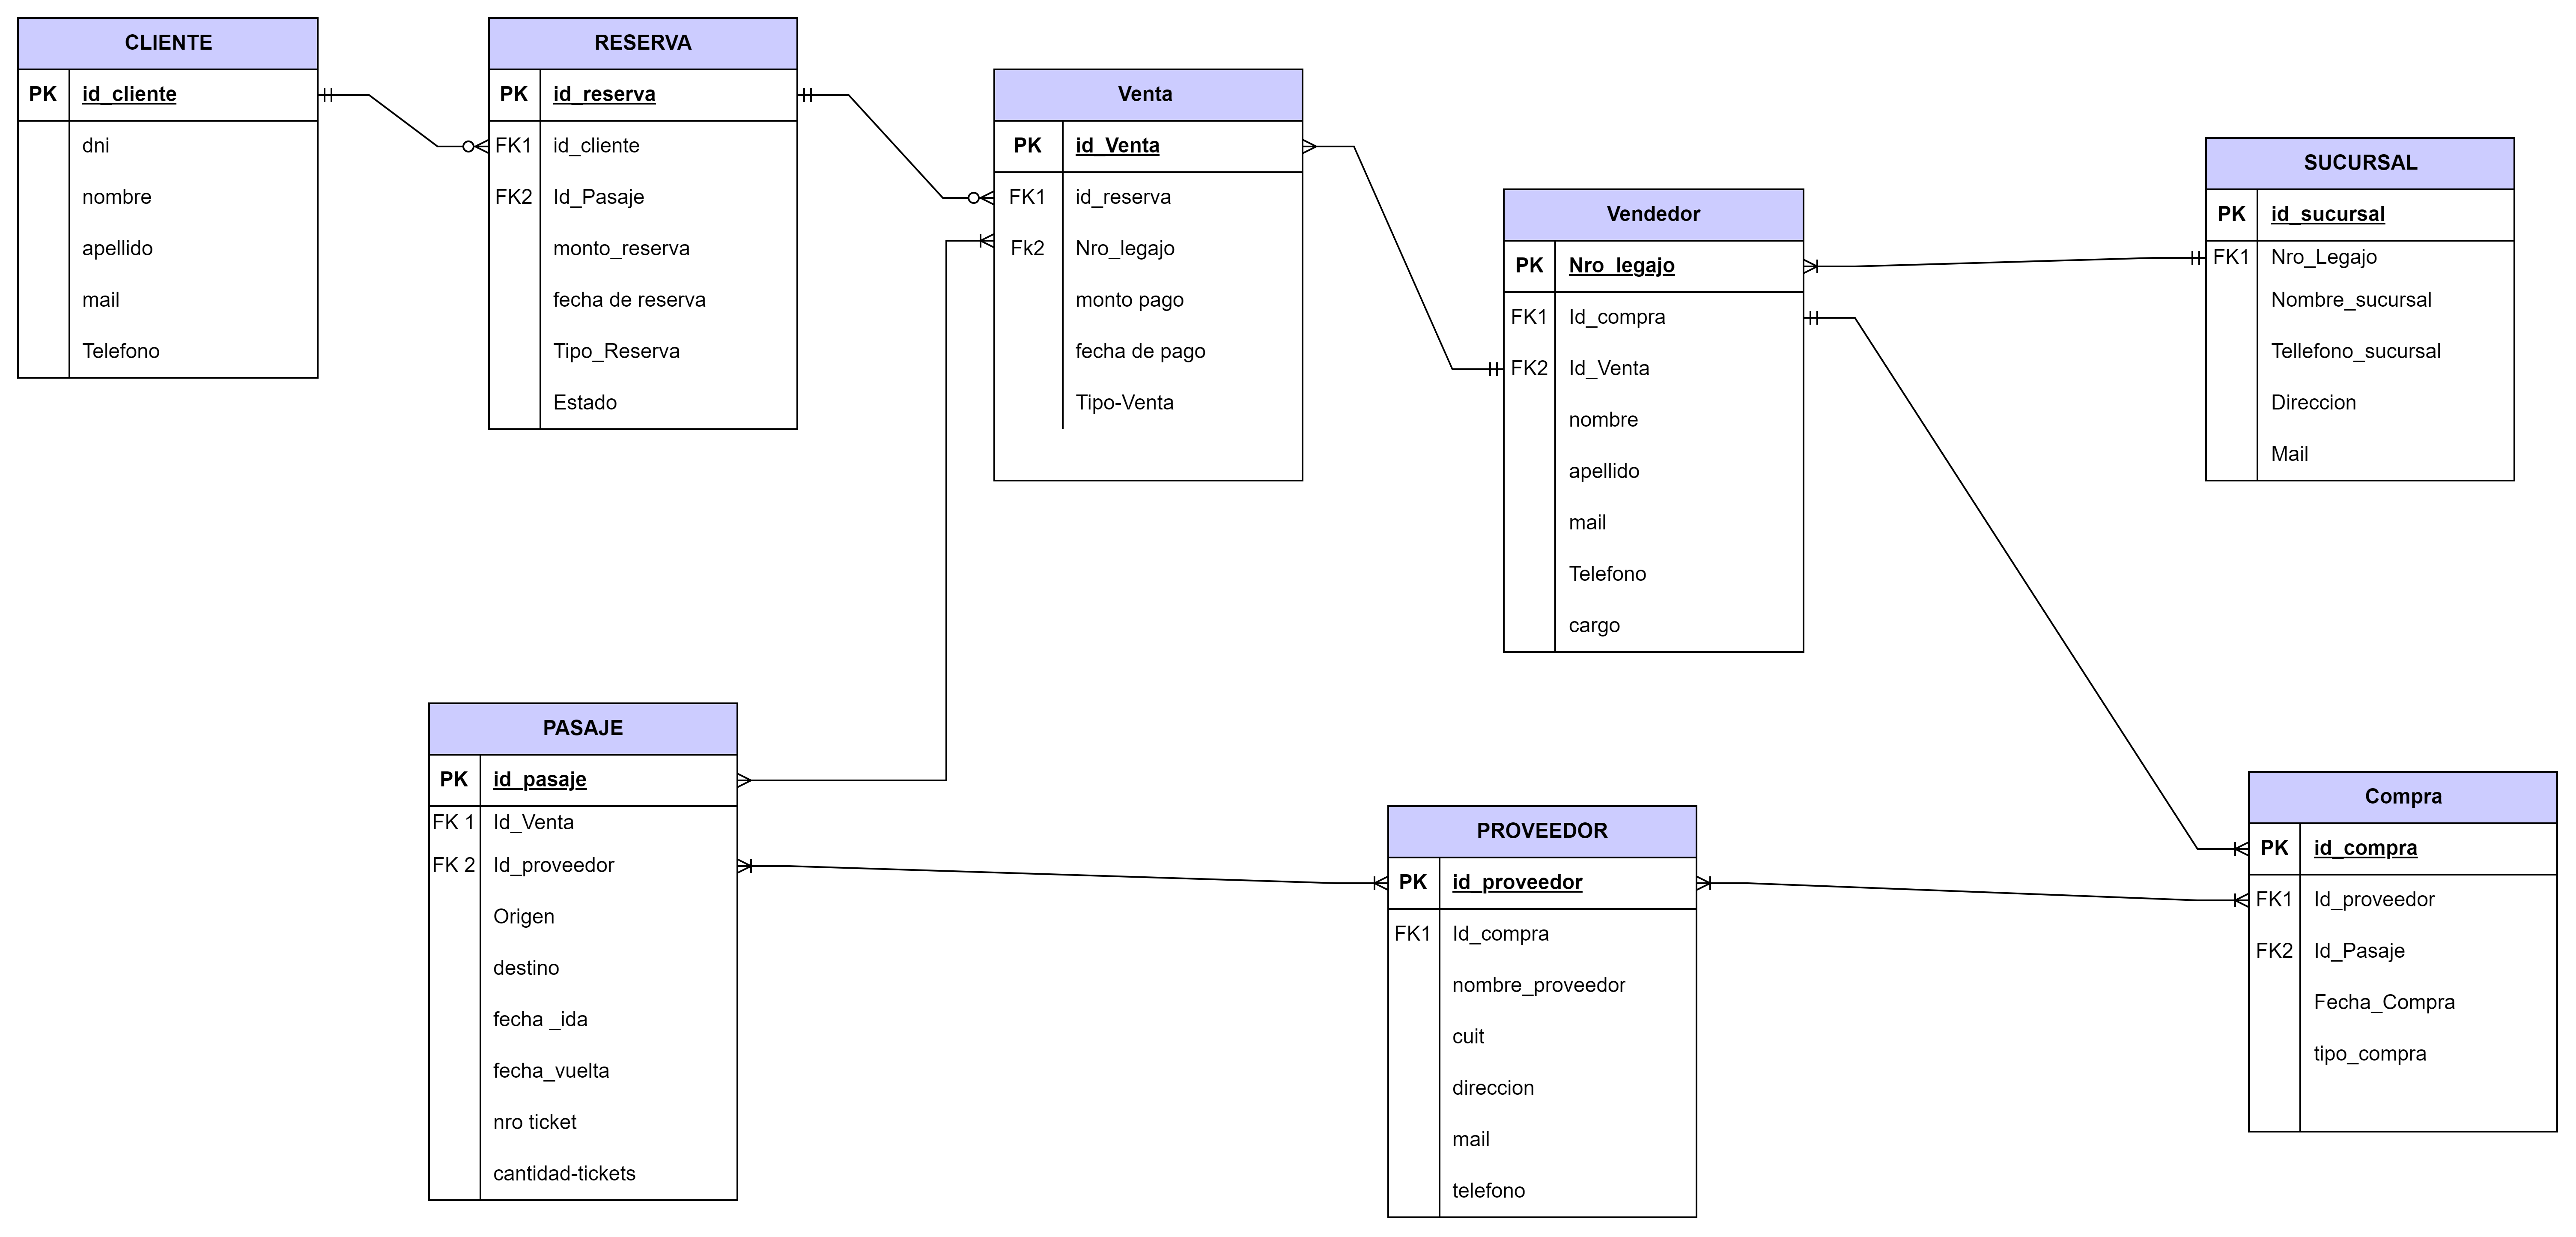 CLIENTE
PK id_cliente
dni
nombre
apellido
mail
Telefono
RESERVA
PK id_reserva
FK1 id_cliente
FK2 Id_Pasaje
monto_reserva
fecha de reserva
Tipo_Reserva
Estado
Venta
PK id_Venta
FK1 id_reserva
Fk2 Nro_legajo
monto pago
fecha de pago
Tipo-Venta
Vendedor
PK Nro_legajo
FK1 Id_compra
FK2 Id_Venta
nombre
apellido
mail
Telefono
cargo
SUCURSAL
PK id_sucursal
FK1 Nro_Legajo
Nombre_sucursal
Tellefono_sucursal
Direccion
Mail
PASAJE
PK id_pasaje
FK 1 Id_Venta
FK 2 Id_proveedor
Origen
destino
fecha _ida
fecha_vuelta
nro ticket
cantidad-tickets
PROVEEDOR
PK id_proveedor
FK1 Id_compra
nombre_proveedor
cuit
direccion
mail
telefono
Compra
PK id_compra
FK1 Id_proveedor
FK2 Id_Pasaje
Fecha_Compra
tipo_compra